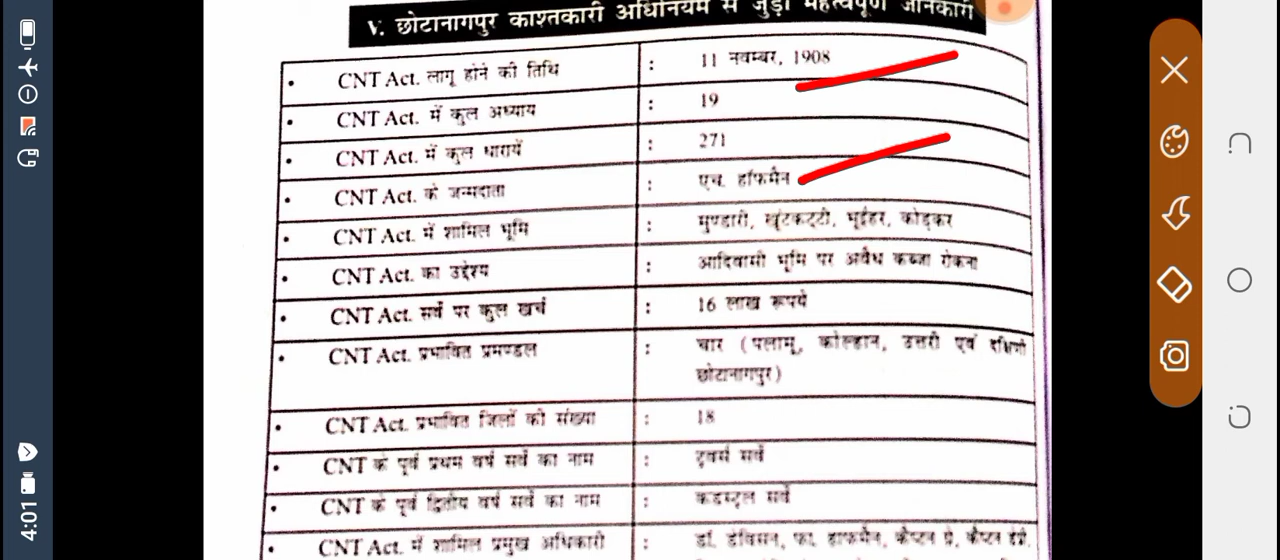 V. छोटानागपुर काश्तकारी अधिनियम से जुड़ी महत्वपूर्ण जानकारी
• CNT Act. लागू होने की तिथि : 11 नवम्बर, 1908
• CNT Act. में कुल अध्याय : 19
• CNT Act. में कुल धारायें : 271
• CNT Act. के जन्मदाता : एच. हॉफमैन
• CNT Act. में शामिल भूमि : मुण्डारी, खुंटकट्टी, भूईहर, कोड़कर
• CNT Act. का उद्देश्य : आदिवासी भूमि पर अवैध कब्जा रोकना
• CNT Act. सर्वे पर कुल खर्च : 16 लाख रूपये
• CNT Act. प्रभावित प्रमण्डल : चार (पलामू, कोल्हान, उत्तरी एवं दक्षिणी
छोटानागपुर)
• CNT Act. प्रभावित जिलों की संख्या : 18
• CNT के पूर्व प्रथम वर्ष सर्वे का नाम : ट्वर्स सर्वे
• CNT के पूर्व द्वितीय वर्ष सर्वे का नाम : कडस्ट्रल सर्वे
• CNT Act. में शामिल प्रमुख अधिकारी : डॉ. डेविसन, फा. हाफमैन, कैप्टन ग्रे, कैप्टन
4:01